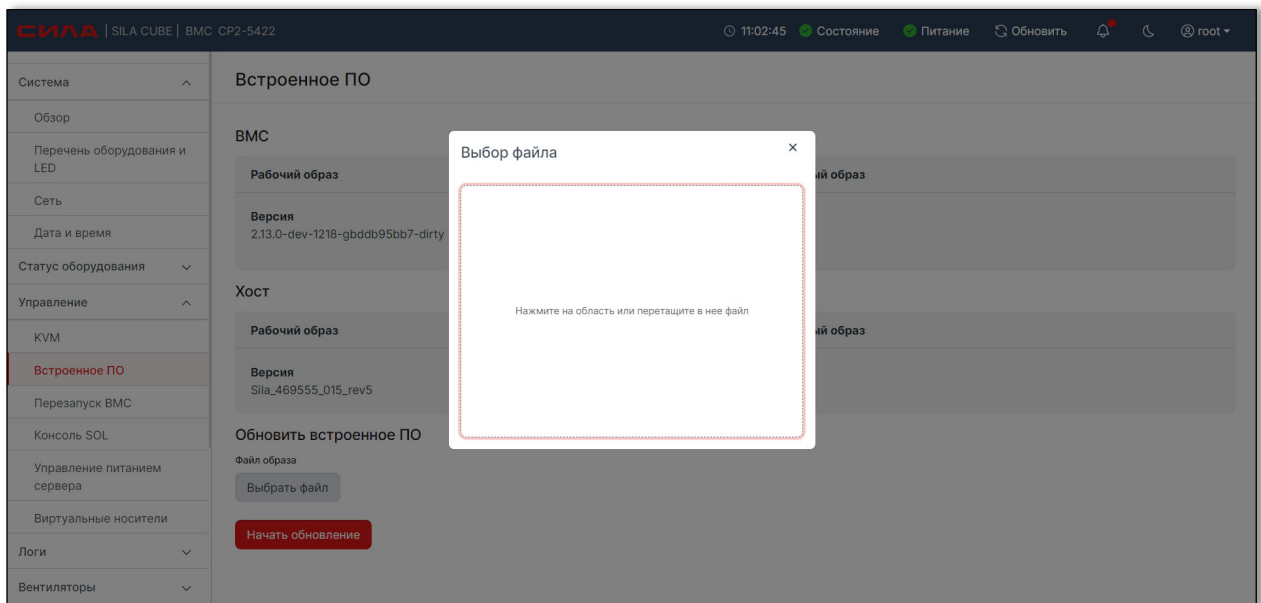 СИЛА | SILA CUBE | BMC CP2-5422 11:02:45 Состояние Питание Обновить root
Система
Обзор
Перечень оборудования и
LED
Сеть
Дата и время
Статус оборудования
Управление
KVM
Встроенное ПО
Перезапуск BMC
Консоль SOL
Управление питанием
сервера
Виртуальные носители
Логи
Вентиляторы
Встроенное ПО
BMC
Рабочий образ
Версия
2.13.0-dev-1218-gbddb95bb7-dirty
Хост
Рабочий образ
Версия
Sila_469555_015_rev5
Обновить встроенное ПО
Файл образа
Выбрать файл
Начать обновление
Выбор файла
Нажмите на область или перетащите в нее файл
образ
образ